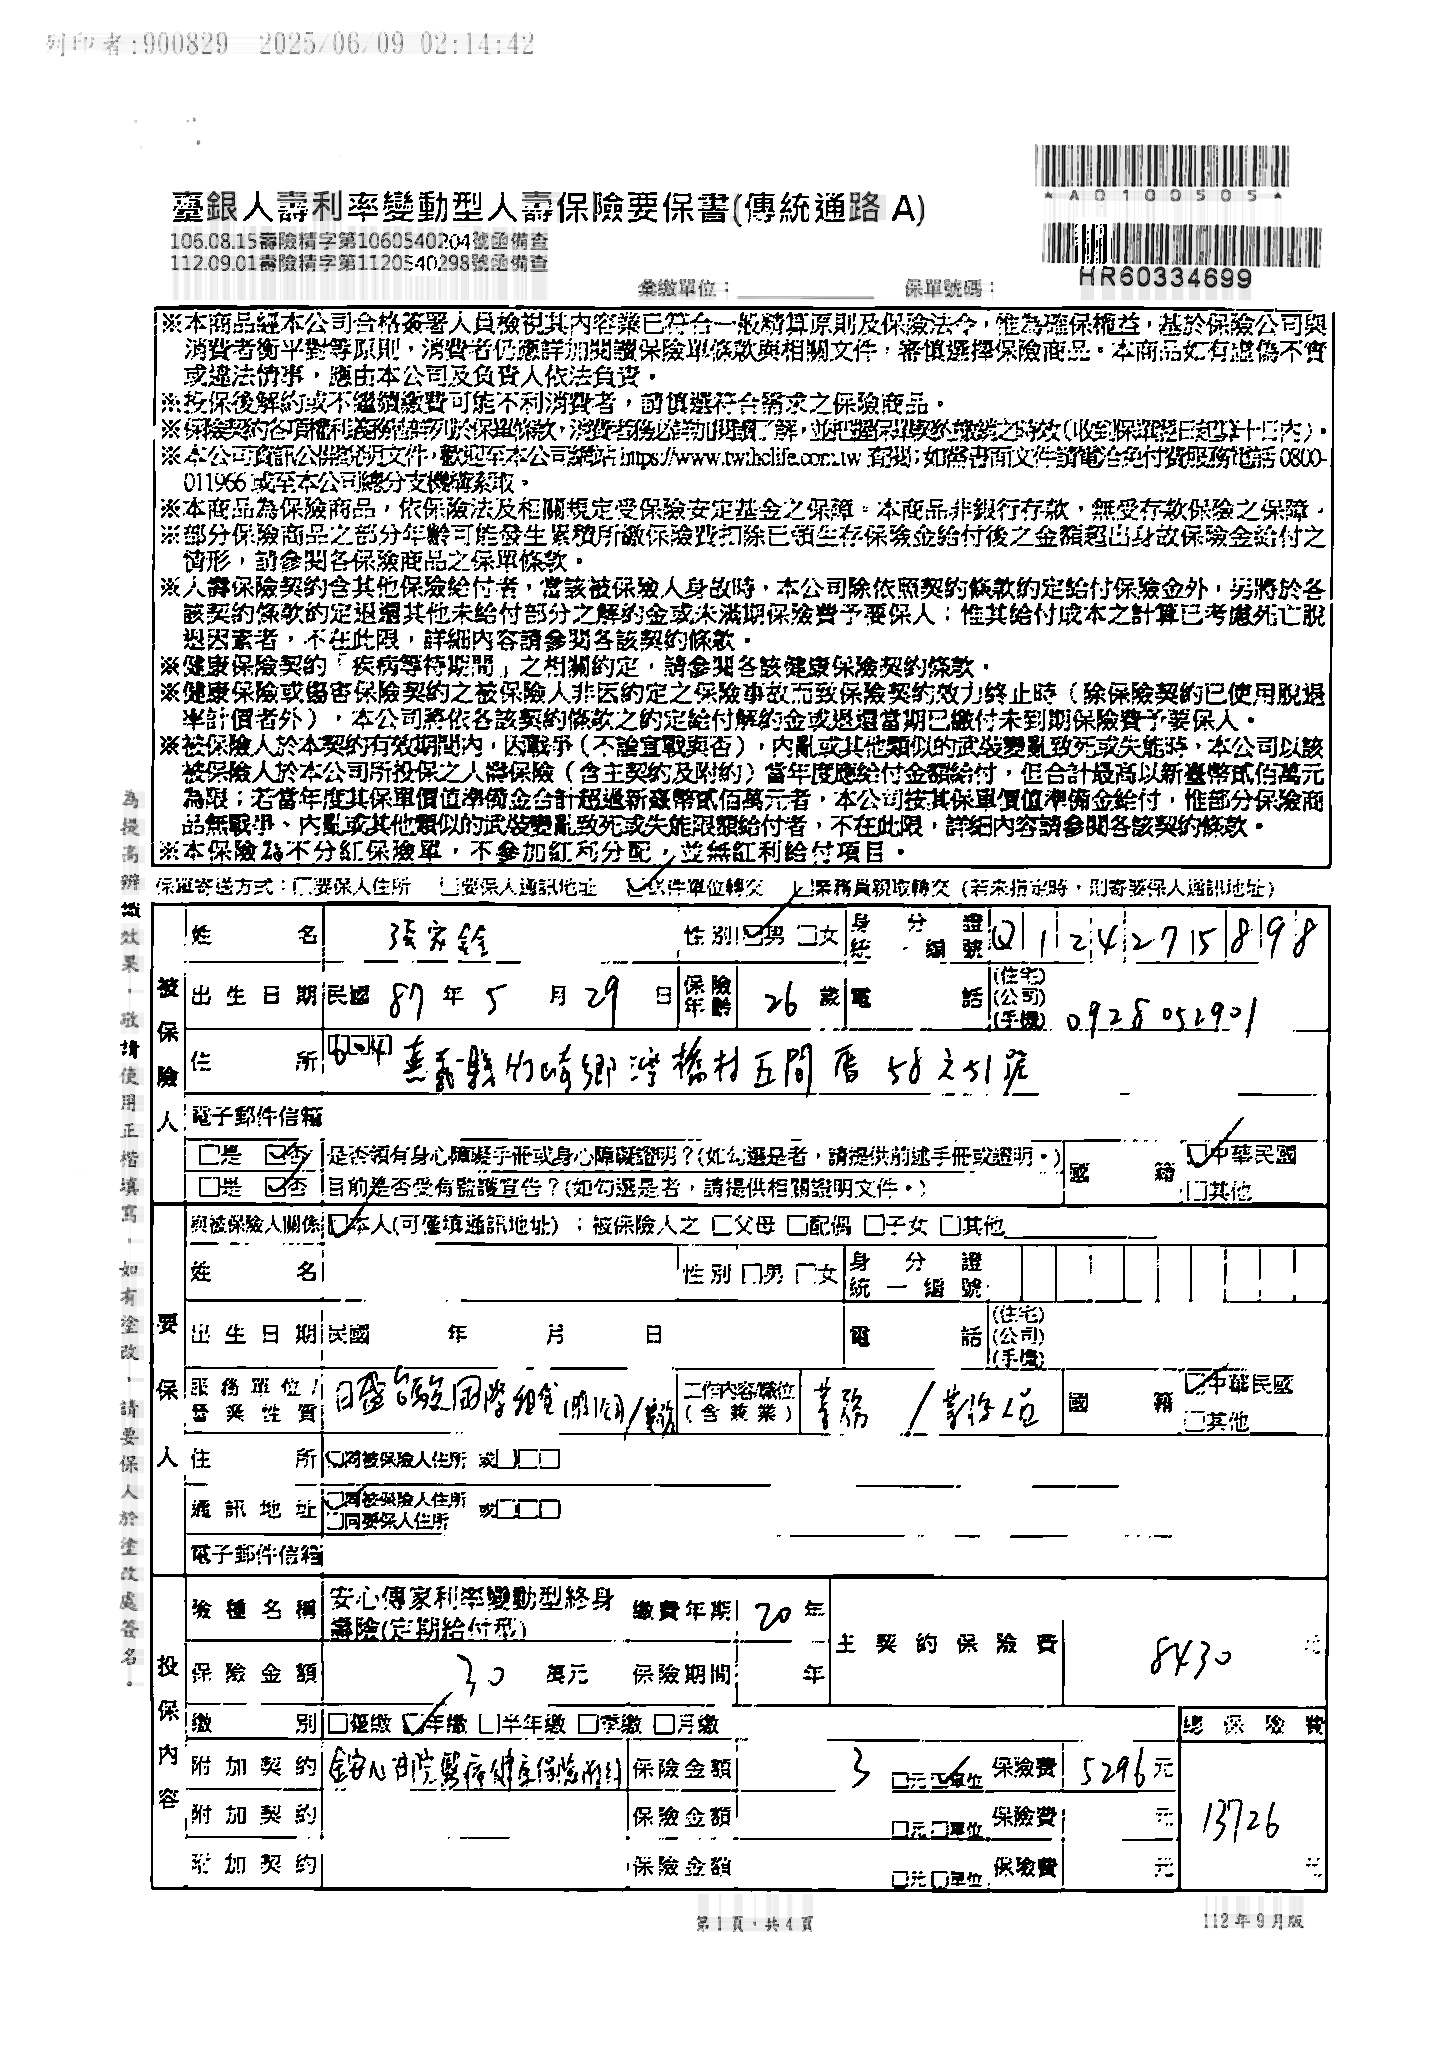 列印者:900829 2025/06/09 02:14:42
*A0100505*
臺銀人壽利率變動型人壽保險要保書(傳統通路 A)
106.08.15壽險精字第1060540204號函備查
112.09.01壽險精字第1120540298號函備查
HR60334699
彙繳單位： 保單號碼：
※本商品經本公司合格簽署人員檢視其內容業已符合一般精算原則及保險法令，惟為確保權益，基於保險公司與
消費者衡平對等原則，消費者仍應詳加閱讀保險單條款與相關文件，審慎選擇保險商品。本商品如有虛偽不實
或違法情事，應由本公司及負責人依法負責。
※投保後解約或不繼續繳費可能不利消費者，請慎選符合需求之保險商品。
※保險契約各項權利義務皆詳列於保單條款，消費者務必詳加閱讀了解，並把握保單契約撤銷之時效(收到保單翌日起算十日內)。
※本公司資訊公開說明文件，歡迎至本公司網站https://www.twfhclife.com.tw查閱；如需書面文件請電洽免付費服務電話0800-
011966或至本公司總分支機構索取。
※本商品為保險商品，依保險法及相關規定受保險安定基金之保障。本商品非銀行存款，無受存款保險之保障。
※部分保險商品之部分年齡可能發生累積所繳保險費扣除已領生存保險金給付後之金額超出身故保險金給付之
情形，請參閱各保險商品之保單條款。
※人壽保險契約含其他保險給付者，當該被保險人身故時，本公司除依照契約條款約定給付保險金外，另將於各
該契約條款約定退還其他未給付部分之解約金或未滿期保險費予要保人；惟其給付成本之計算已考慮死亡脫
退因素者，不在此限，詳細內容請參閱各該契約條款。
※健康保險契約「疾病等待期間」之相關約定，請參閱各該健康保險契約條款。
※健康保險或傷害保險契約之被保險人非因約定之保險事故而致保險契約效力終止時（除保險契約已使用脫退
率計價者外），本公司將依各該契約條款之約定給付解約金或退還當期已繳付未到期保險費予要保人。
※被保險人於本契約有效期間內，因戰爭（不論宣戰與否），內亂或其他類似的武裝變亂致死或失能時，本公司以該
被保險人於本公司所投保之人壽保險（含主契約及附約）當年度應給付金額給付，但合計最高以新臺幣貳佰萬元
為限；若當年度其保單價值準備金合計超過新臺幣貳佰萬元者，本公司按其保單價值準備金給付，惟部分保險商
品無戰爭、內亂或其他類似的武裝變亂致死或失能限額給付者，不在此限，詳細內容請參閱各該契約條款。
※本保險為不分紅保險單，不參加紅利分配，並無紅利給付項目。
保單寄送方式：□要保人住所 □要保人通訊地址 ☑收件單位轉交 □業務員親取轉交（若未指定時，則寄要保人通訊地址）
為提高辦繳效果，敬請使用正楷填寫，如有塗改，請要保人於塗改處簽名。
被保險人
姓名 張家銓 性別 ☑男 □女 身分證統一編號 Q1242715898
出生日期 民國 87 年 5 月 29 日 保險年齡 26 歲 電話 (住宅) (公司) (手機) 0928052901
住所 604 嘉義縣竹崎鄉灣橋村五間厝58之51號
電子郵件信箱
□是 ☑否 是否領有身心障礙手冊或身心障礙證明？(如勾選是者，請提供前述手冊或證明。)
□是 ☑否 目前是否受有監護宣告？(如勾選是者，請提供相關證明文件。)
國籍 ☑中華民國 □其他
要保人
與被保險人關係 ☑本人(可僅填通訊地址)；被保險人之 □父母 □配偶 □子女 □其他
姓名 性別 □男 □女 身分證統一編號
出生日期 民國 年 月 日 電話 (住宅) (公司) (手機)
服務單位/營業性質 日盛台駿國際租賃 /業務 工作內容/職位(含兼業) 業務 / 業務人員 國籍 ☑中華民國 □其他
住所 ☑同被保險人住所 或□□□
通訊地址 ☑同被保險人住所 □同要保人住所 或□□□
電子郵件信箱
投保內容
險種名稱 安心傳家利率變動型終身壽險(定期給付型) 繳費年期 20 年 主契約保險費 8430 元
保險金額 30 萬元 保險期間 年
繳別 □躉繳 ☑年繳 □半年繳 □季繳 □月繳 總保險費
附加契約 金安心住院醫療健康保險附約 保險金額 3 □元 ☑單位 保險費 5296 元
附加契約 保險金額 □元 □單位 保險費 元 13726
附加契約 保險金額 □元 □單位 保險費 元 元
第 1 頁，共 4 頁
112年9月版